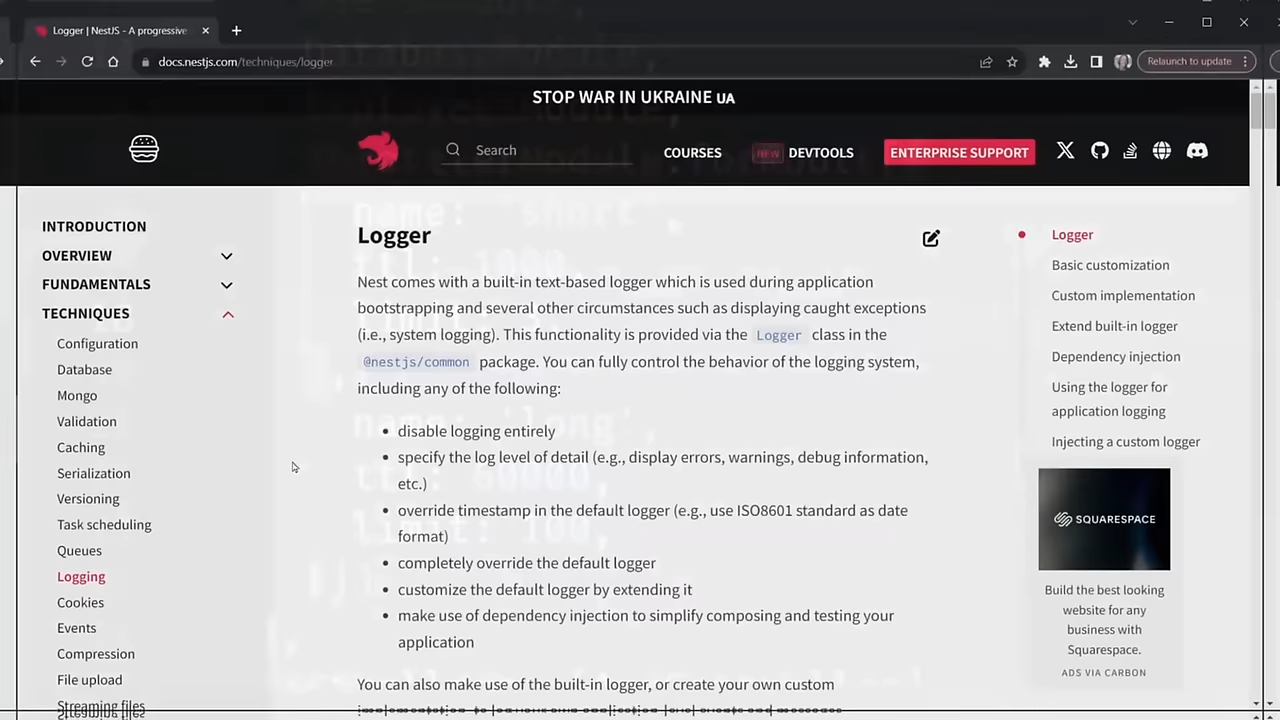 Logger | NestJS - A progressive
docs.nestjs.com/techniques/logger
Relaunch to update
STOP WAR IN UKRAINE UA
Search
COURSES
NEW DEVTOOLS
ENTERPRISE SUPPORT
INTRODUCTION
OVERVIEW
FUNDAMENTALS
TECHNIQUES
Configuration
Database
Mongo
Validation
Caching
Serialization
Versioning
Task scheduling
Queues
Logging
Cookies
Events
Compression
File upload
Streaming files
Logger
Nest comes with a built-in text-based logger which is used during application
bootstrapping and several other circumstances such as displaying caught exceptions
(i.e., system logging). This functionality is provided via the Logger class in the
@nestjs/common package. You can fully control the behavior of the logging system,
including any of the following:
• disable logging entirely
• specify the log level of detail (e.g., display errors, warnings, debug information,
etc.)
• override timestamp in the default logger (e.g., use ISO8601 standard as date
format)
• completely override the default logger
• customize the default logger by extending it
• make use of dependency injection to simplify composing and testing your
application
You can also make use of the built-in logger, or create your own custom
Logger
Basic customization
Custom implementation
Extend built-in logger
Dependency injection
Using the logger for
application logging
Injecting a custom logger
SQUARESPACE
Build the best looking
website for any
business with
Squarespace.
ADS VIA CARBON
name: 'short',
name: 'long',
limit: 100,